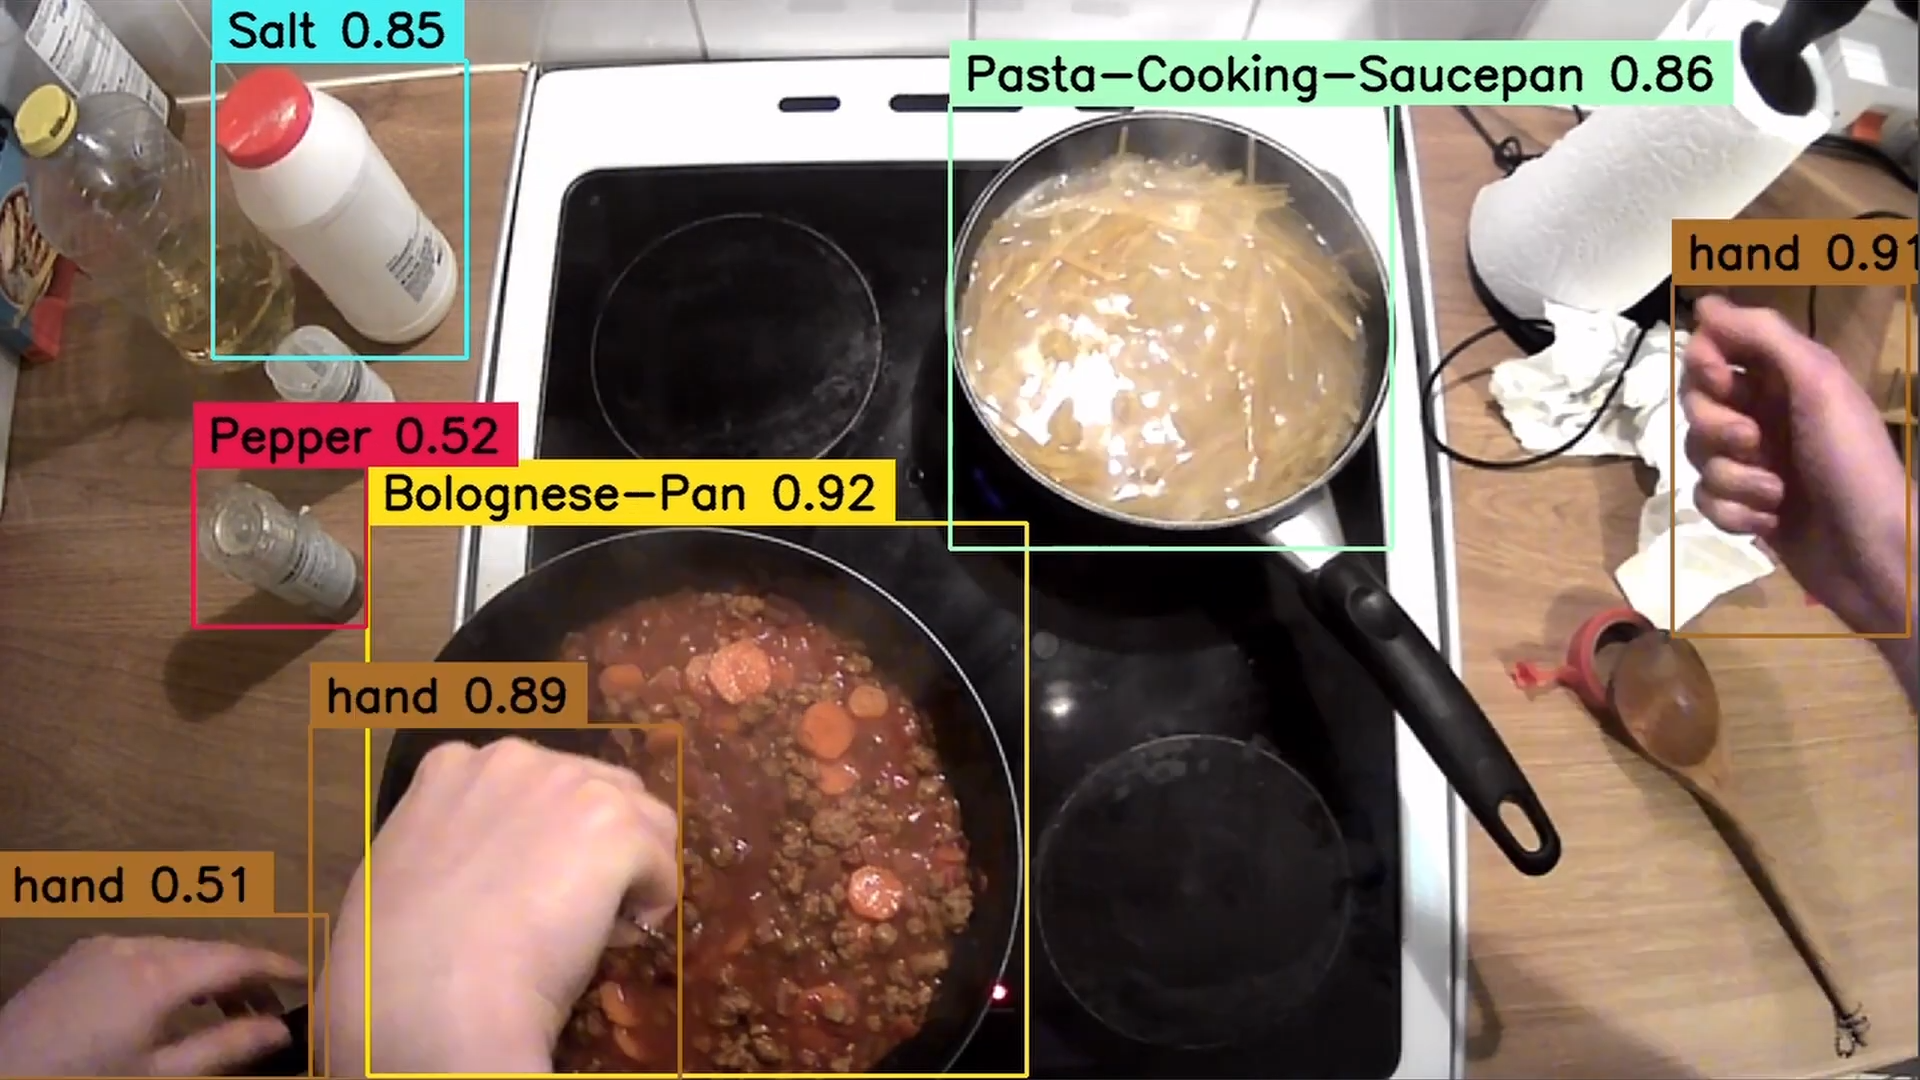 Salt 0.85
Pasta-Cooking-Saucepan 0.86
hand 0.91
Pepper 0.52
Bolognese-Pan 0.92
hand 0.89
hand 0.51